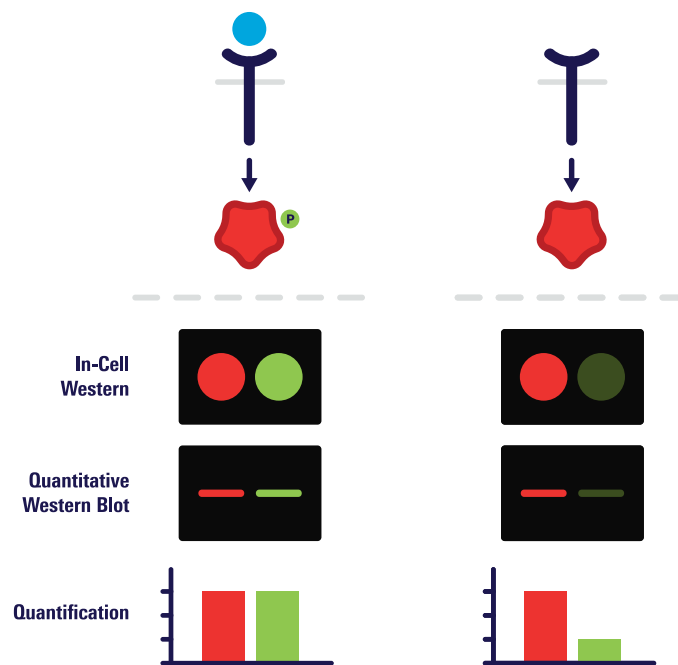 P
In-Cell
Western
Quantitative
Western Blot
Quantification